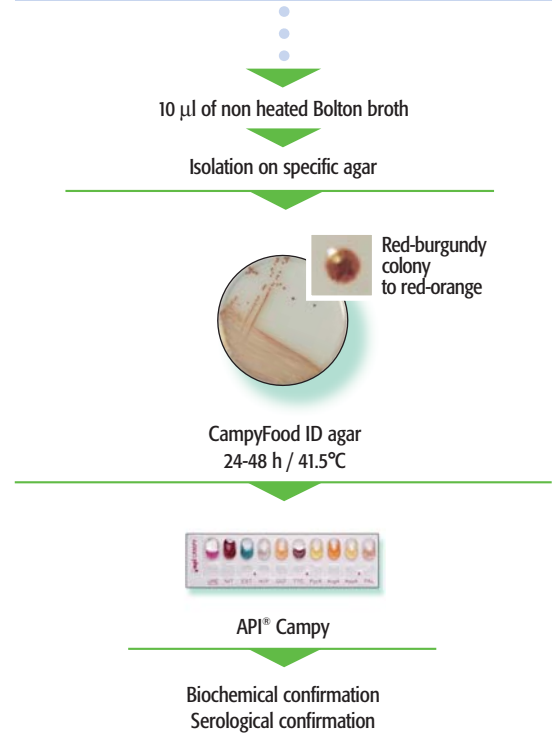 10 µl of non heated Bolton broth
Isolation on specific agar
Red-burgundy
colony
to red-orange
CampyFood ID agar
24-48 h / 41.5°C
API® Campy
Biochemical confirmation
Serological confirmation